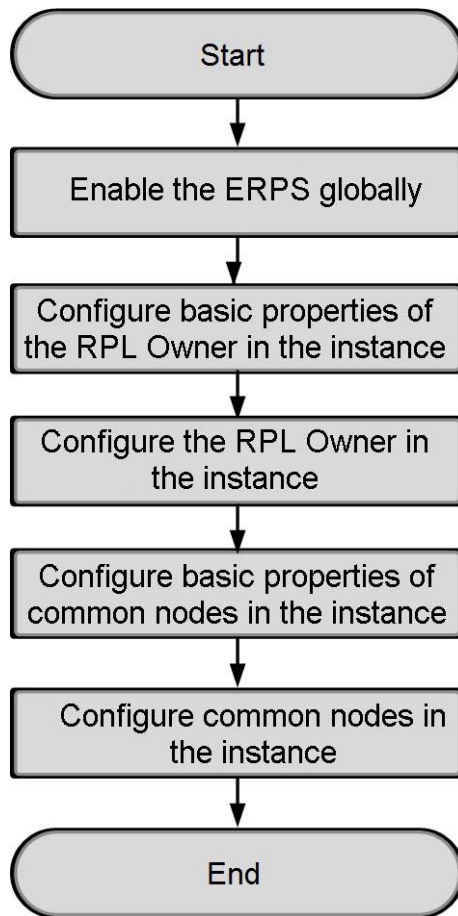 Start
Enable the ERPS globally
Configure basic properties of
the RPL Owner in the instance
Configure the RPL Owner in
the instance
Configure basic properties of
common nodes in the instance
Configure common nodes in
the instance
End